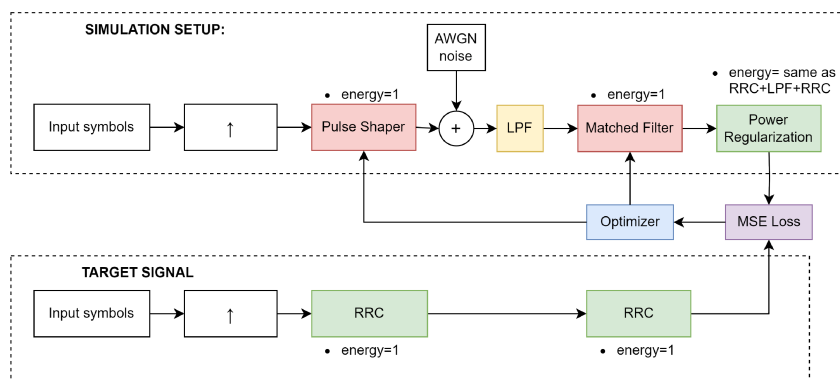 SIMULATION SETUP:
AWGN
noise
• energy=1
• energy=1
• energy= same as
RRC+LPF+RRC
Input symbols
↑
Pulse Shaper
+
LPF
Matched Filter
Power
Regularization
Optimizer
MSE Loss
TARGET SIGNAL
Input symbols
↑
RRC
RRC
• energy=1
• energy=1